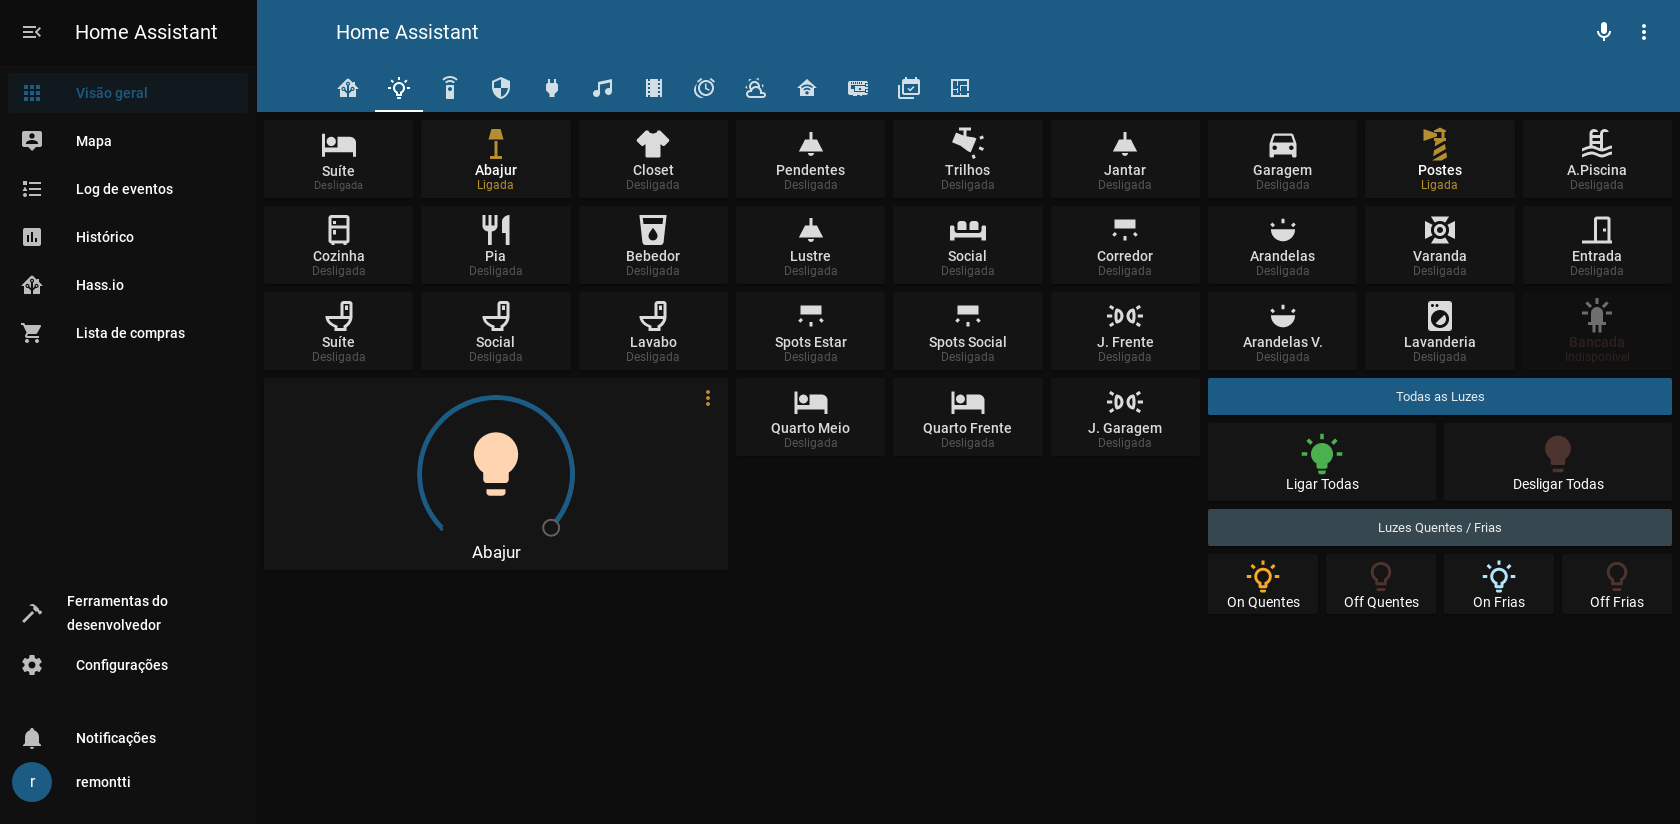 Home Assistant
Visão geral
Mapa
Log de eventos
Histórico
Hass.io
Lista de compras
Ferramentas do
desenvolvedor
Configurações
Notificações
r
remontti
Home Assistant
Suíte
Desligada
Abajur
Ligada
Closet
Desligada
Pendentes
Desligada
Trilhos
Desligada
Jantar
Desligada
Garagem
Desligada
Postes
Ligada
A.Piscina
Desligada
Cozinha
Desligada
Pia
Desligada
Bebedor
Desligada
Lustre
Desligada
Social
Desligada
Corredor
Desligada
Arandelas
Desligada
Varanda
Desligada
Entrada
Desligada
Suíte
Desligada
Social
Desligada
Lavabo
Desligada
Spots Estar
Desligada
Spots Social
Desligada
J. Frente
Desligada
Arandelas V.
Desligada
Lavanderia
Desligada
Bancada
Indisponível
Abajur
Quarto Meio
Desligada
Quarto Frente
Desligada
J. Garagem
Desligada
Todas as Luzes
Ligar Todas
Desligar Todas
Luzes Quentes / Frias
On Quentes
Off Quentes
On Frias
Off Frias